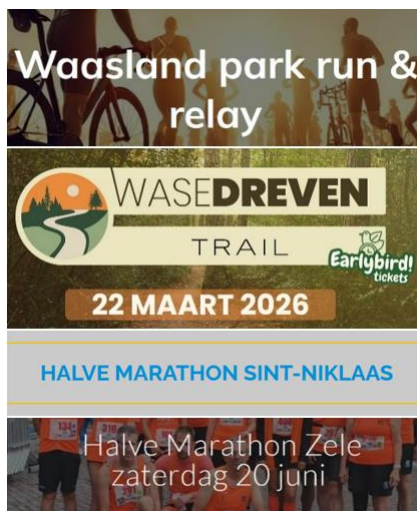 Waasland park run &
relay
WASEDREVEN
TRAIL
Earlybird!
tickets
22 MAART 2026
HALVE MARATHON SINT-NIKLAAS
Halve Marathon Zele
zaterdag 20 juni